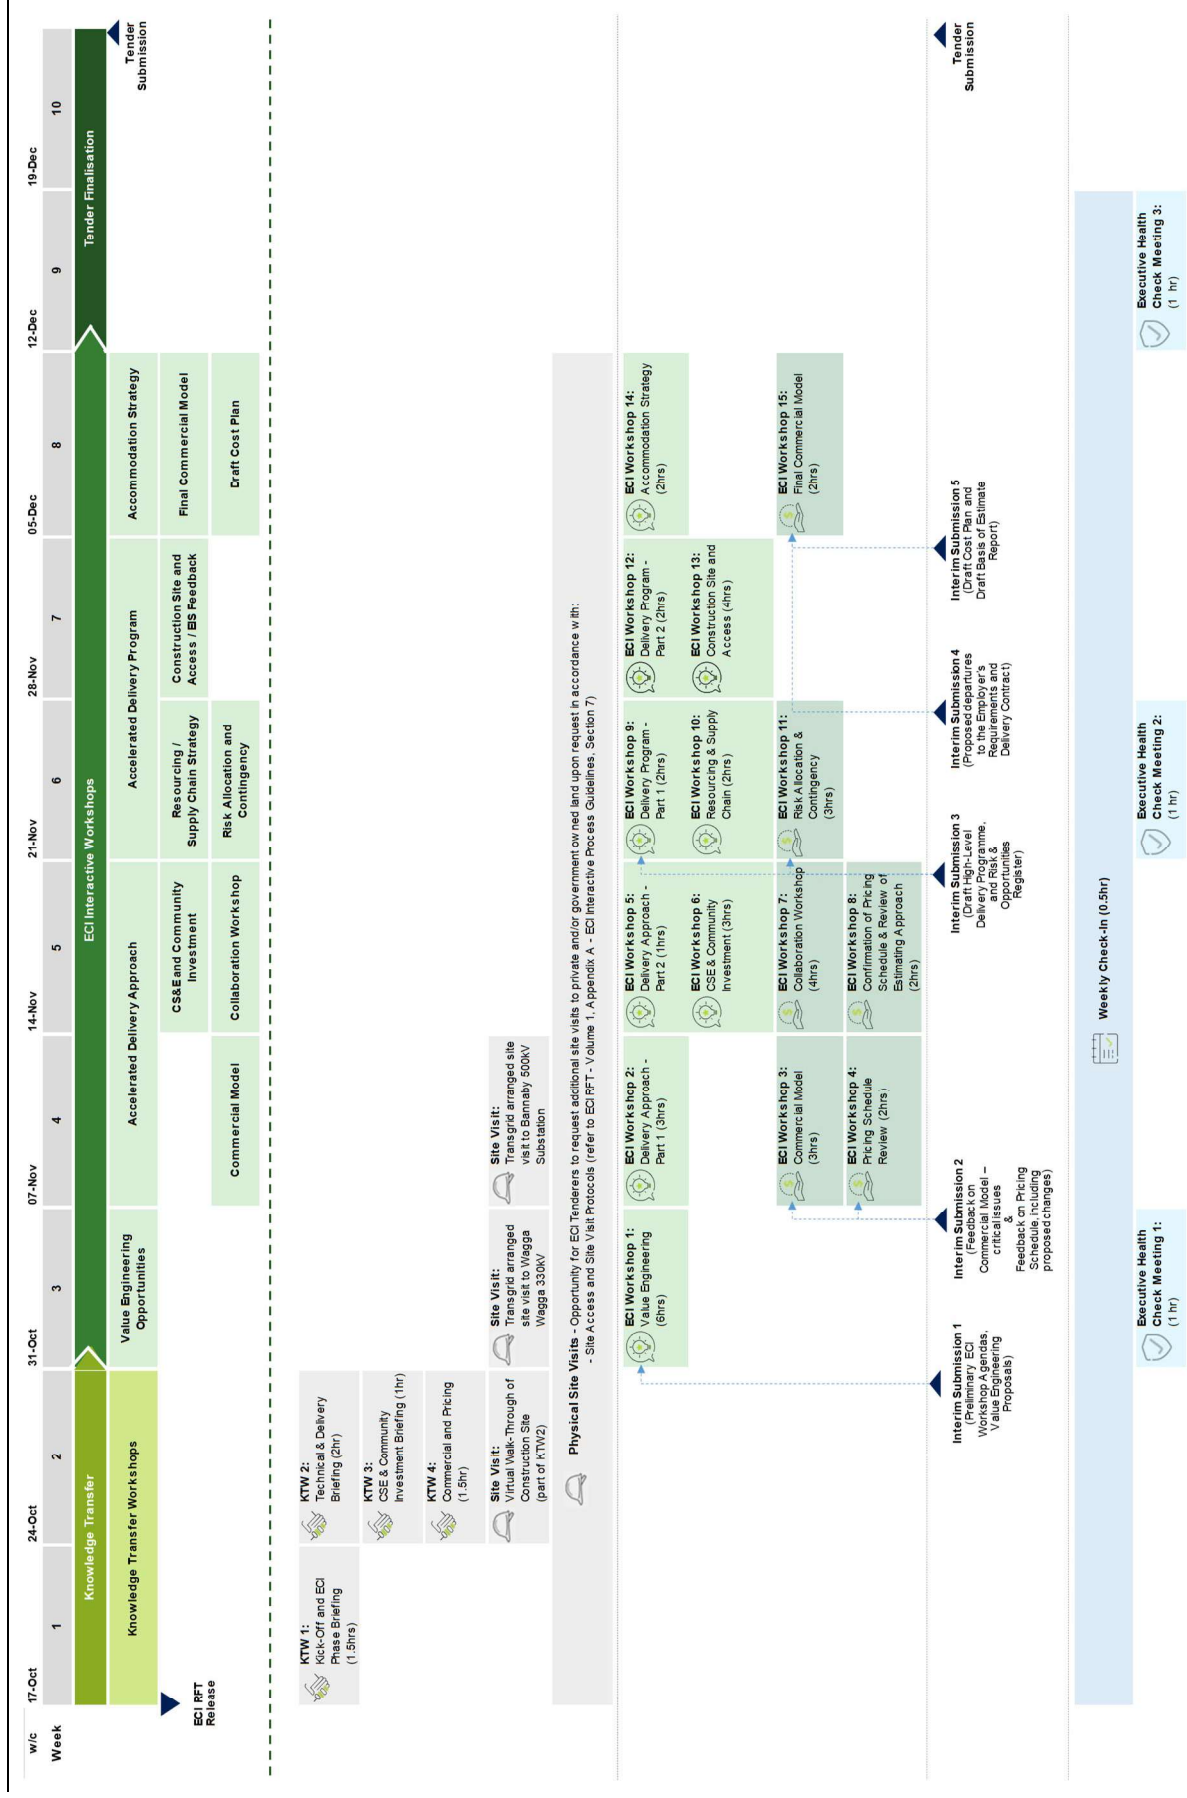 w/c
17-Oct
24-Oct
31-Oct
07-Nov
14-Nov
21-Nov
28-Nov
05-Dec
12-Dec
19-Dec
Week
1
2
3
4
5
6
7
8
9
10
Knowledge Transfer
ECI Interactive Workshops
Tender Finalisation
Knowledge Transfer Workshops
Value Engineering
Opportunities
Accelerated Delivery Approach
Accelerated Delivery Program
Accommodation Strategy
Tender
Submission
ECI RFT
Release
CS&E and Community
Investment
Resourcing /
Supply Chain Strategy
Construction Site and
Access / EIS Feedback
Final Commercial Model
Commercial Model
Collaboration Workshop
Risk Allocation and
Contingency
Draft Cost Plan
KTW 1:
Kick-Off and ECI
Phase Briefing
(1.5hrs)
KTW 2:
Technical & Delivery
Briefing (2hr)
KTW 3:
CSE & Community
Investment Briefing (1hr)
KTW 4:
Commercial and Pricing
(1.5hr)
Site Visit:
Virtual Walk-Through of
Construction Site
(part of KTW2)
Site Visit:
Transgrid arranged
site visit to Wagga
Wagga 330kV
Site Visit:
Transgrid arranged site
visit to Bannaby 500kV
Substation
Physical Site Visits - Opportunity for ECI Tenderers to request additional site visits to private and/or government owned land upon request in accordance with:
- Site Access and Site Visit Protocols (refer to ECI RFT - Volume 1, Appendix A - ECI Interactive Process Guidelines, Section 7)
ECI Workshop 1:
Value Engineering
(6hrs)
ECI Workshop 2:
Delivery Approach -
Part 1 (3hrs)
ECI Workshop 5:
Delivery Approach -
Part 2 (1hrs)
ECI Workshop 9:
Delivery Program -
Part 1 (2hrs)
ECI Workshop 12:
Delivery Program -
Part 2 (2hrs)
ECI Workshop 14:
Accommodation Strategy
(2hrs)
ECI Workshop 6:
CSE & Community
Investment (3hrs)
ECI Workshop 10:
Resourcing & Supply
Chain (2hrs)
ECI Workshop 13:
Construction Site and
Access (4hrs)
ECI Workshop 3:
Commercial Model
(3hrs)
ECI Workshop 7:
Collaboration Workshop
(4hrs)
ECI Workshop 11:
Risk Allocation &
Contingency
(3hrs)
ECI Workshop 15:
Final Commercial Model
(2hrs)
ECI Workshop 4:
Pricing Schedule
Review (2hrs)
ECI Workshop 8:
Confirmation of Pricing
Schedule & Review of
Estimating Approach
(2hrs)
Interim Submission 1
(Preliminary ECI
Workshop Agendas,
Value Engineering
Proposals)
Interim Submission 2
(Feedback on
Commercial Model –
critical issues
&
Feedback on Pricing
Schedule, including
proposed changes)
Interim Submission 3
(Draft High-Level
Delivery Programme,
and Risk &
Opportunities
Register)
Interim Submission 4
(Proposed departures
to the Employer's
Requirements and
Delivery Contract)
Interim Submission 5
(Draft Cost Plan and
Draft Basis of Estimate
Report)
Tender
Submission
Weekly Check-In (0.5hr)
Executive Health
Check Meeting 1:
(1 hr)
Executive Health
Check Meeting 2:
(1 hr)
Executive Health
Check Meeting 3:
(1 hr)